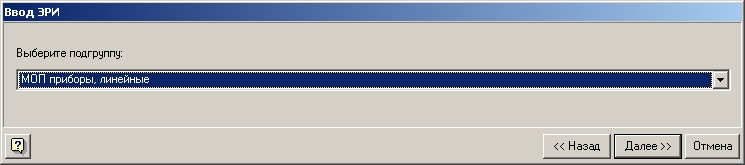 Ввод ЭРИ
Выберите подгруппу:
МОП приборы, линейные
?
<< Назад
Далее >>
Отмена